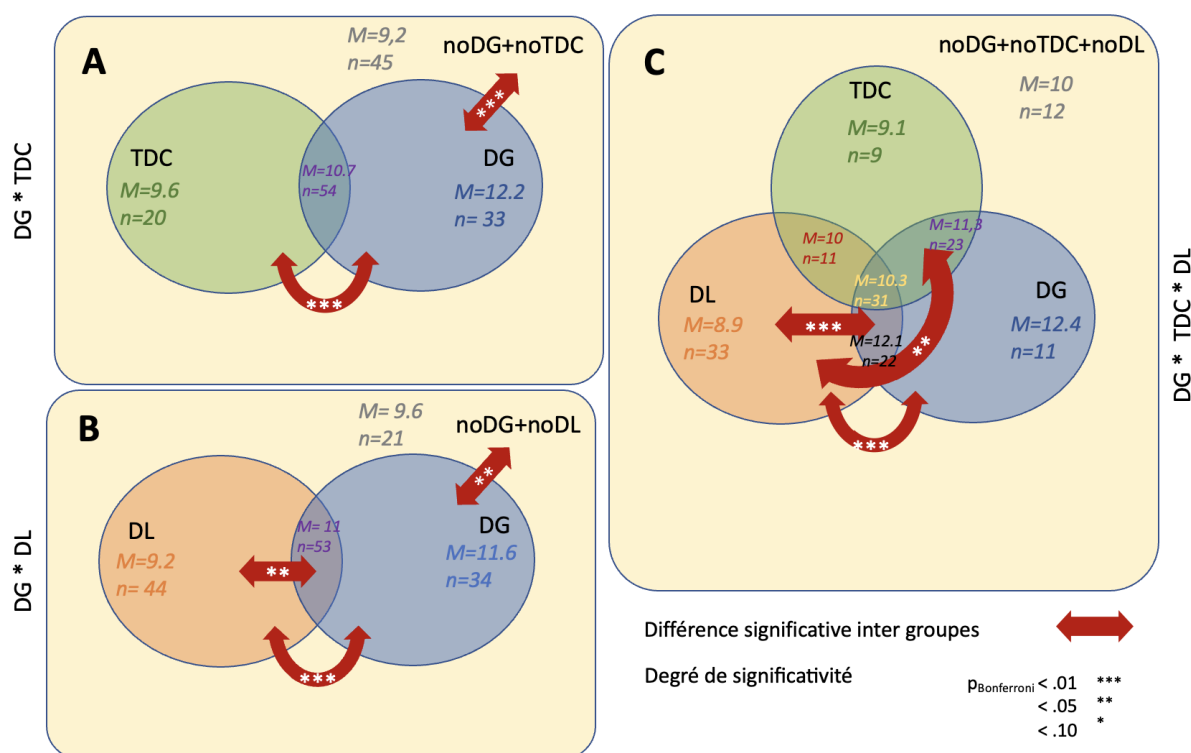 DG * TDC
A
M=9,2
n=45
noDG+noTDC
***
TDC
M=9.6
n=20
M=10.7
n=54
DG
M=12.2
n= 33
***
DG * DL
B
M= 9.6
n=21
noDG+noDL
**
DL
M=9.2
n= 44
M= 11
n=53
DG
M=11.6
n=34
**
***
C
noDG+noTDC+noDL
M=10
n=12
TDC
M=9.1
n=9
M=10
n=11
M=11,3
n=23
M=10.3
n=31
DL
M=8.9
n=33
DG
M=12.4
n=11
***
M=12.1
n=22
**
***
DG * TDC * DL
Différence significative inter groupes
Degré de significativité
pBonferroni < .01 ***
< .05 **
< .10 *